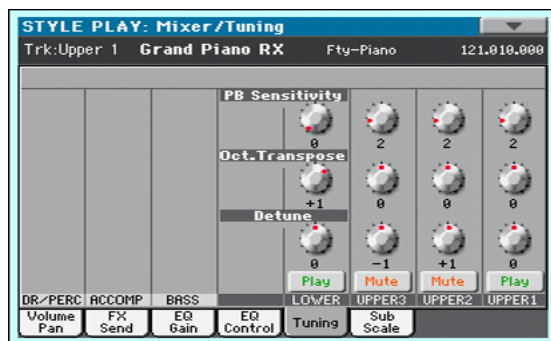 STYLE PLAY: Mixer/Tuning
Trk:Upper 1 Grand Piano RX Fty-Piano 121.010.000
PB Sensitivity
0 2 2 2
Oct.Transpose
+1 0 0 0
Detune
0 -1 +1 0
Play Mute Mute Play
DR/PERC ACCOMP BASS LOWER UPPER3 UPPER2 UPPER1
Volume Pan FX Send EQ Gain EQ Control Tuning Sub Scale